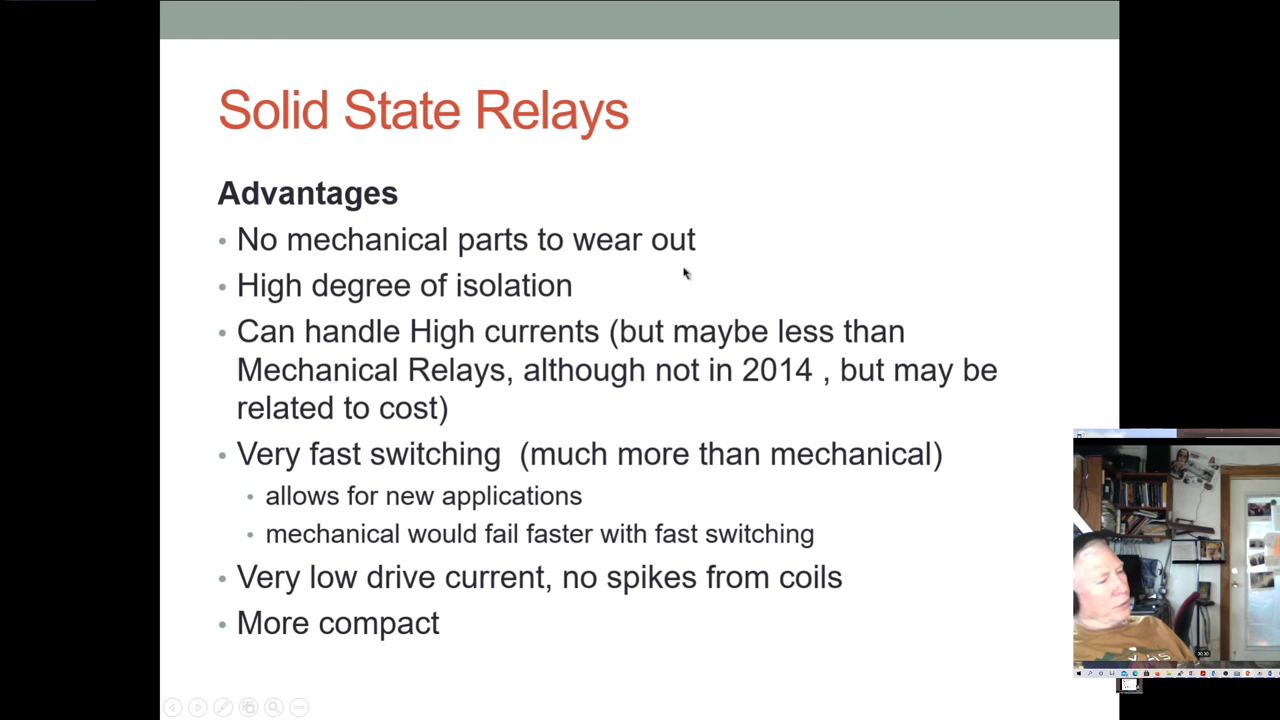 Solid State Relays
Advantages
• No mechanical parts to wear out
• High degree of isolation
• Can handle High currents (but maybe less than
Mechanical Relays, although not in 2014 , but may be
related to cost)
• Very fast switching  (much more than mechanical)
• allows for new applications
• mechanical would fail faster with fast switching
• Very low drive current, no spikes from coils
• More compact